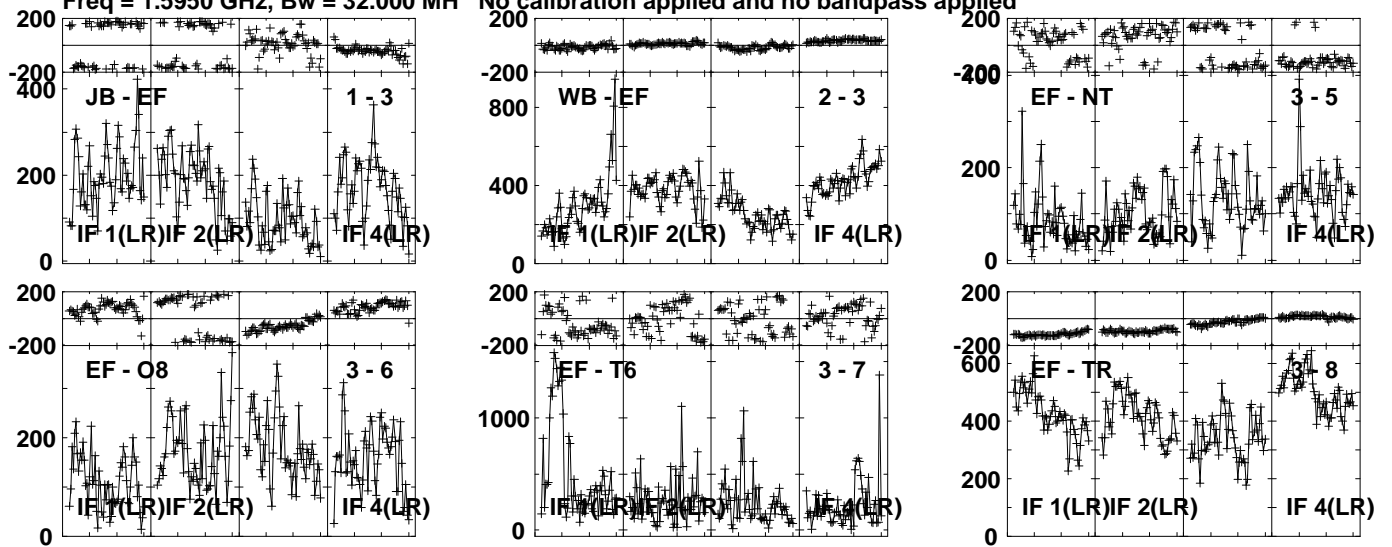 Freq = 1.5950 GHz, Bw = 32.000 MH No calibration applied and no bandpass applied
200
-200
400
200
0
JB - EF
1 - 3
IF 1(LR)
IF 2(LR)
IF 4(LR)
200
-200
800
400
0
WB - EF
2 - 3
IF 1(LR)
IF 2(LR)
IF 4(LR)
200
-200
400
200
0
EF - NT
3 - 5
IF 1(LR)
IF 2(LR)
IF 4(LR)
200
-200
200
0
EF - O8
3 - 6
IF 1(LR)
IF 2(LR)
IF 4(LR)
200
-200
1000
0
EF - T6
3 - 7
IF 1(LR)
IF 2(LR)
IF 4(LR)
200
-200
600
400
200
0
EF - TR
3 - 8
IF 1(LR)
IF 2(LR)
IF 4(LR)